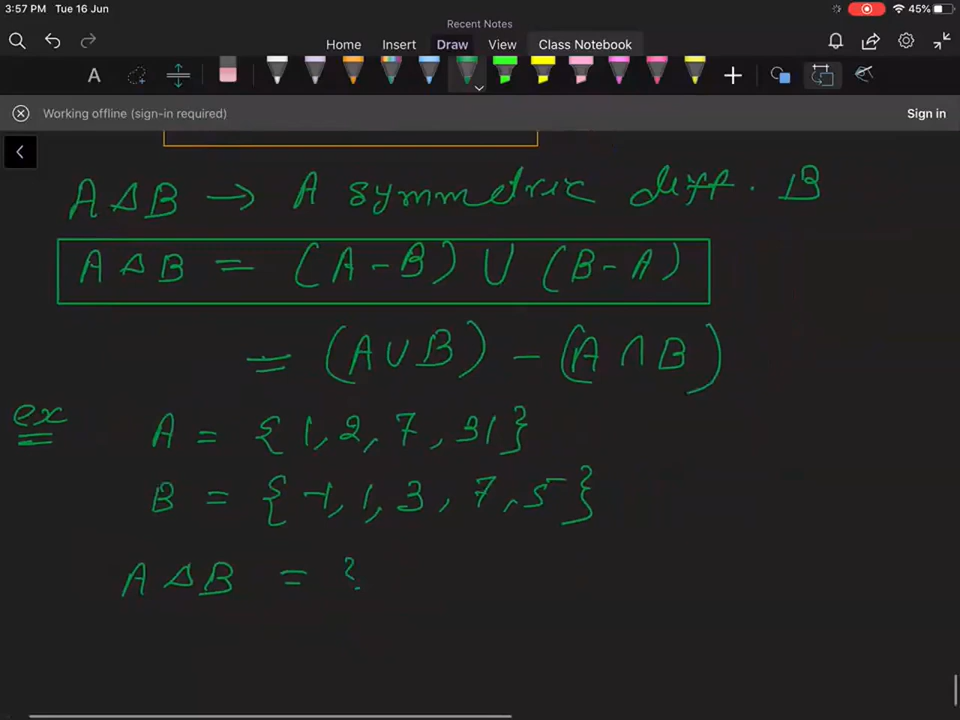 3:57 PM Tue 16 Jun 45%
Recent Notes
Home Insert Draw View Class Notebook
A
Working offline (sign-in required) Sign in
A Δ B → A symmetric diff. B
A Δ B = (A - B) ∪ (B - A)
= (A ∪ B) - (A ∩ B)
ex A = {1, 2, 7, 31}
B = {-1, 1, 3, 7, 5}
A Δ B = ?